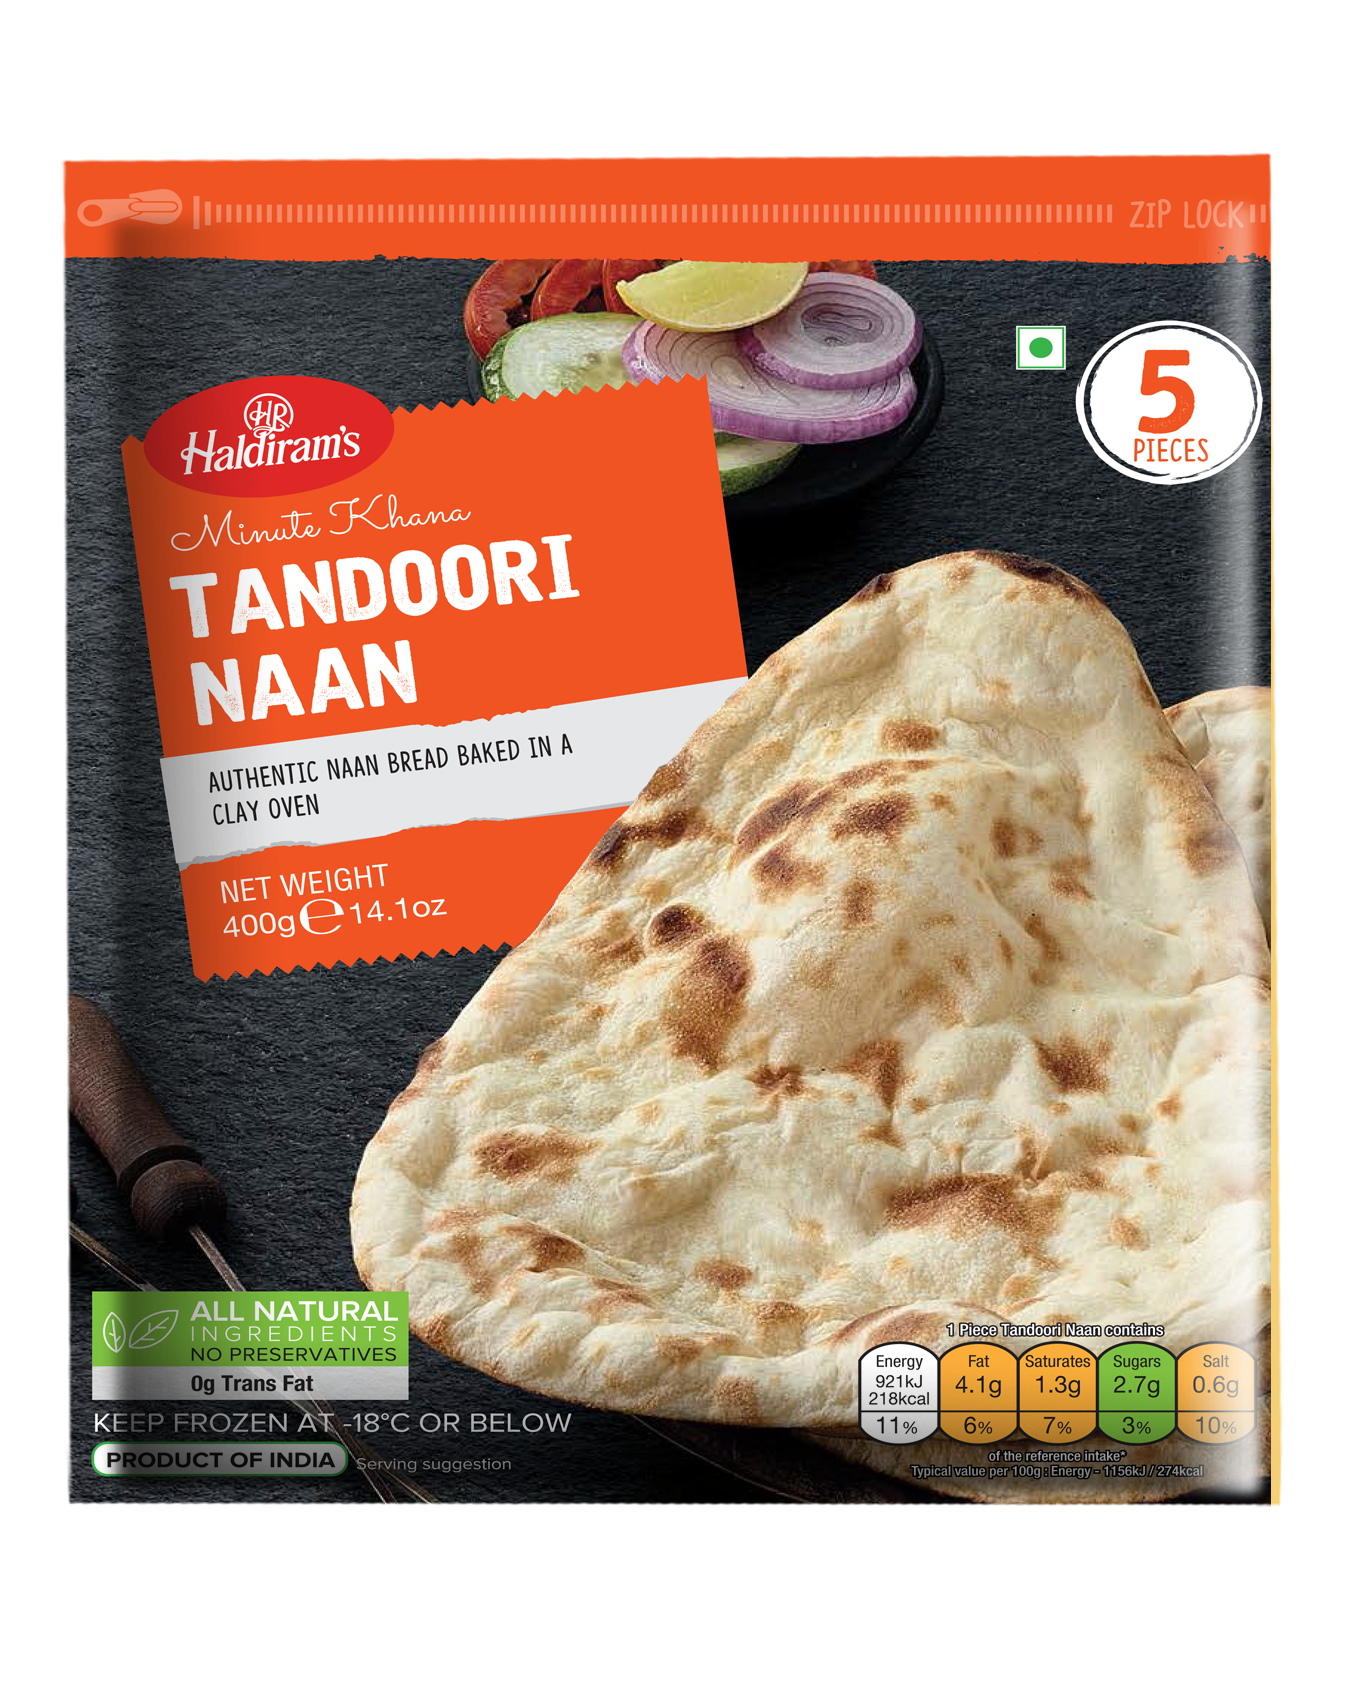 ZIP LOCK
5
PIECES
HR
Haldiram's
Minute Khana
TANDOORI
NAAN
AUTHENTIC NAAN BREAD BAKED IN A
CLAY OVEN
NET WEIGHT
400g℮14.1oz
ALL NATURAL
INGREDIENTS
NO PRESERVATIVES
0g Trans Fat
KEEP FROZEN AT -18°C OR BELOW
PRODUCT OF INDIA Serving suggestion
1 Piece Tandoori Naan contains
Energy Fat Saturates Sugars Salt
921kJ 4.1g 1.3g 2.7g 0.6g
218kcal
11% 6% 7% 3% 10%
of the reference intake*
Typical value per 100g : Energy - 1156kJ / 274kcal